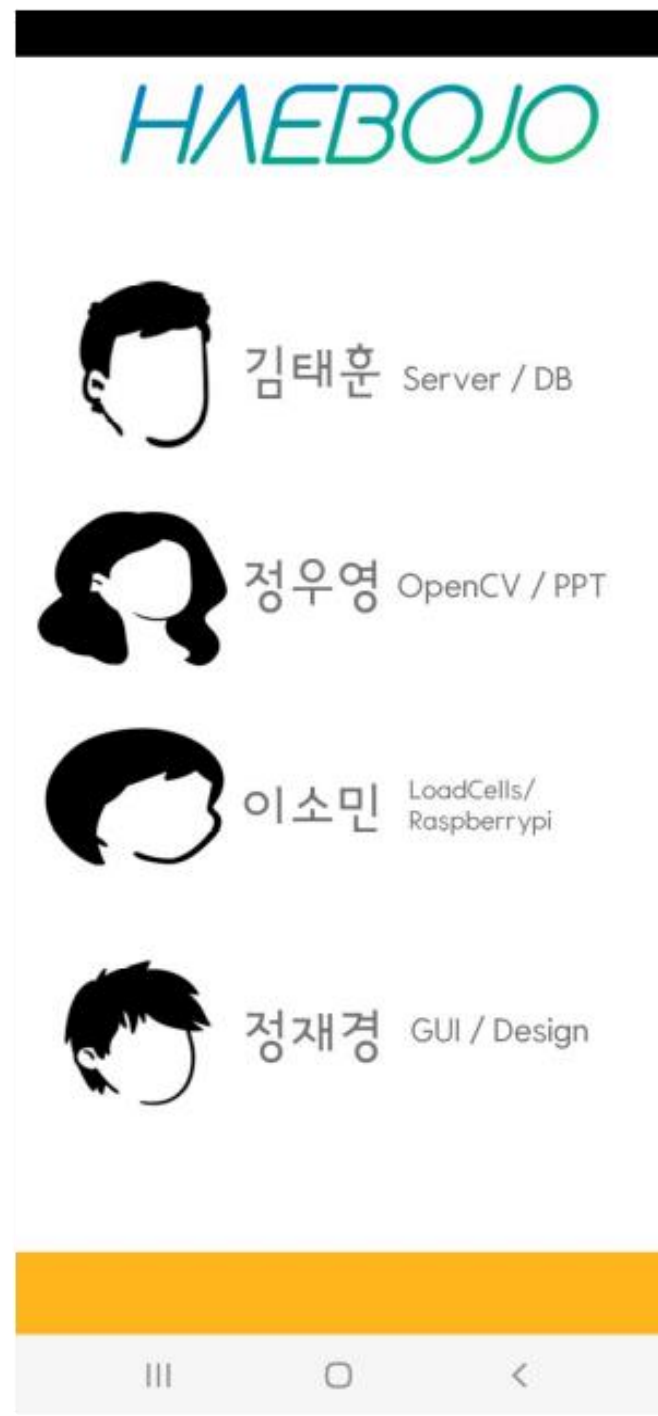 HAEBOJO
김태훈 Server / DB
정우영 OpenCV / PPT
이소민 LoadCells/
Raspberrypi
정재경 GUI / Design